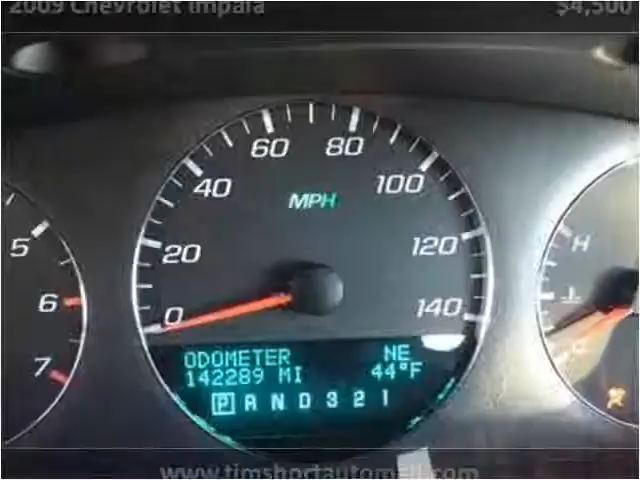 2009 Chevrolet Impala $4,500
60 80
40 100
MPH
20 120
0 140
5
6
7
H
C
ODOMETER NE
142289 MI 44°F
P R N D 3 2 1
www.timshortautomall.com